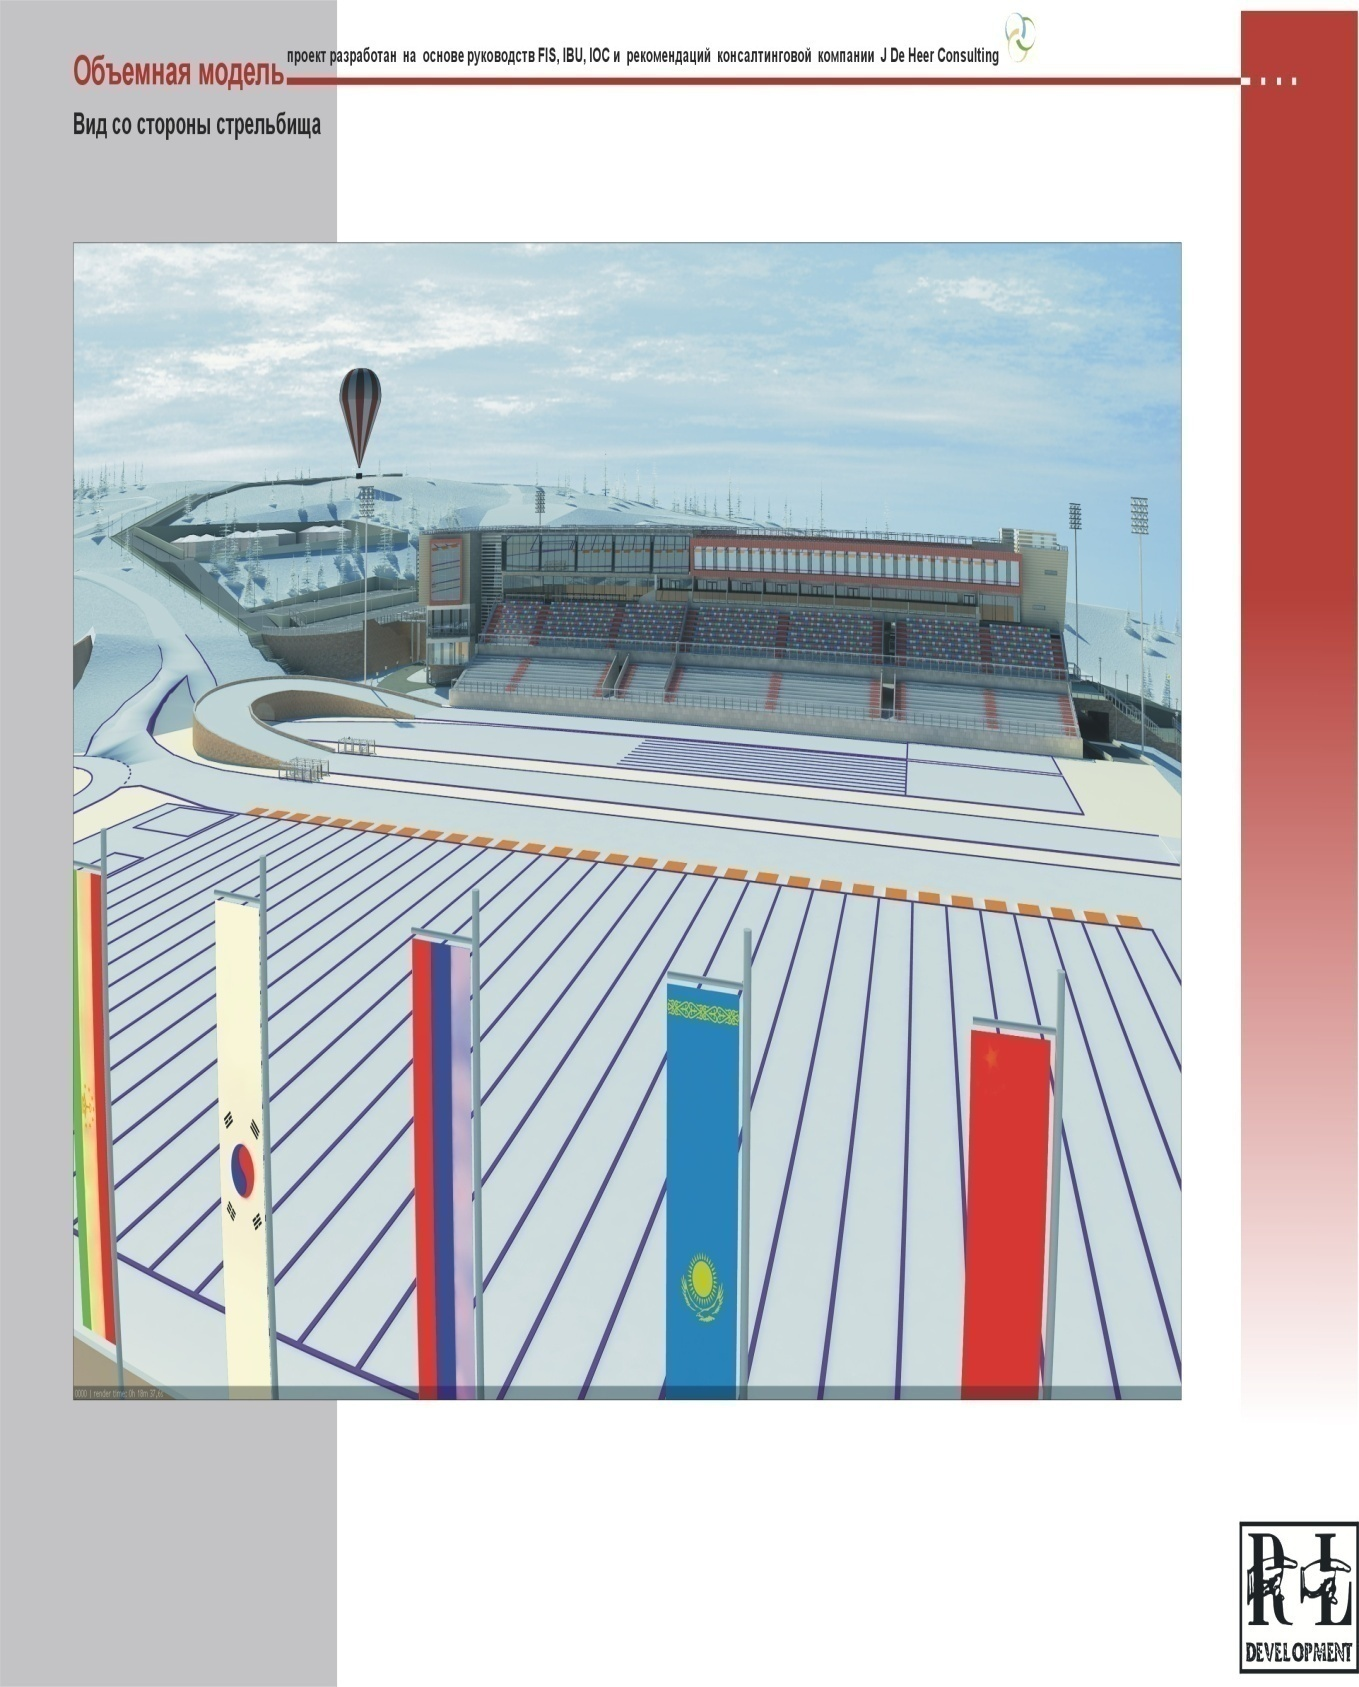 проект разработан на основе руководств FIS, IBU, IOC и рекомендаций консалтинговой компании J De Heer Consulting
Объемная модель
Вид со стороны стрельбища
R L
DEVELOPMENT